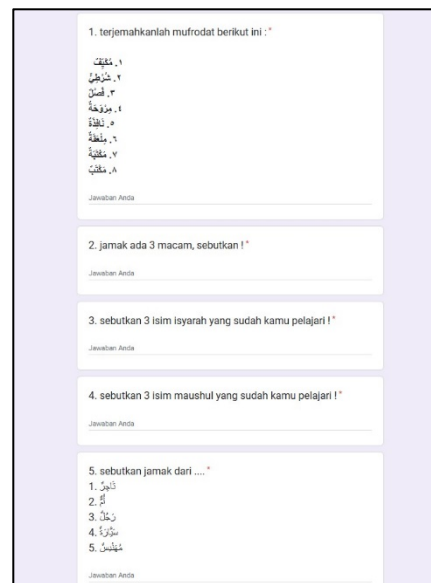 1. terjemahkanlah mufrodat berikut ini : *
١. مُكَيِّفٌ
٢. شُرْطِيٌّ
٣. فَصْلٌ
٤. مِرْوَحَةٌ
٥. نَافِذَةٌ
٦. مِلْعَقَةٌ
٧. مَكْتَبَةٌ
٨. مَكْتَبٌ
Jawaban Anda
2. jamak ada 3 macam, sebutkan ! *
Jawaban Anda
3. sebutkan 3 isim isyarah yang sudah kamu pelajari ! *
Jawaban Anda
4. sebutkan 3 isim maushul yang sudah kamu pelajari ! *
Jawaban Anda
5. sebutkan jamak dari .... *
1. تَاجِرٌ
2. أُمٌّ
3. رَجُلٌ
4. سَيَّارَةٌ
5. مُهَنْدِسٌ
Jawaban Anda